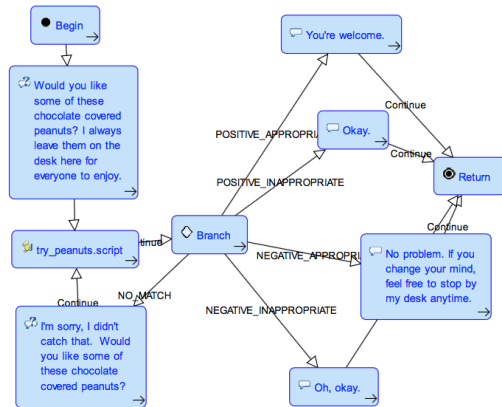 Begin
You're welcome.
Would you like
some of these
chocolate covered
peanuts? I always
leave them on the
desk here for
everyone to enjoy.
Continue
POSITIVE_APPROPRIA
Okay.
Continue
POSITIVE_INAPPROPRIATE
Return
try_peanuts.script
tinue
Branch
Continue
NEGATIVE_APPROPRI
No problem. If you
change your mind,
feel free to stop by
my desk anytime.
Continue
NO_MATCH
NEGATIVE_INAPPROPRIATE
I'm sorry, I didn't
catch that. Would
you like some of
these chocolate
covered peanuts?
Oh, okay.